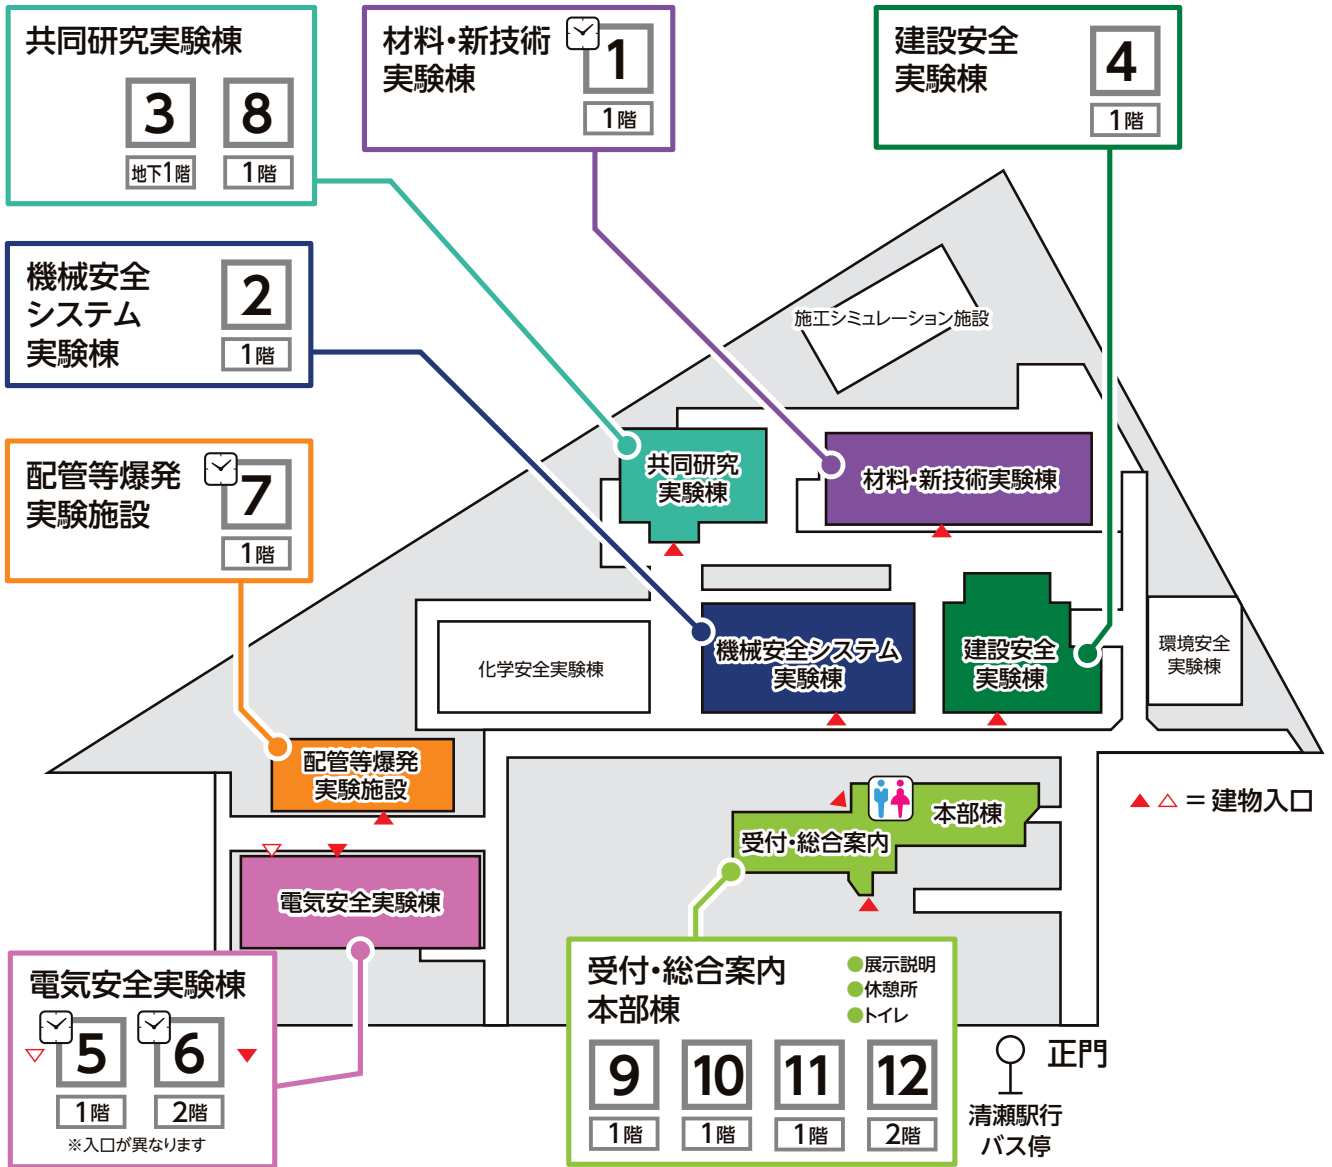 共同研究実験棟
3
8
地下1階
1階
材料・新技術
実験棟
1
1階
建設安全
実験棟
4
1階
機械安全
システム
実験棟
2
1階
配管等爆発
実験施設
7
1階
施工シミュレーション施設
共同研究
実験棟
材料・新技術実験棟
化学安全実験棟
機械安全システム
実験棟
建設安全
実験棟
環境安全
実験棟
配管等爆発
実験施設
本部棟
受付・総合案内
= 建物入口
電気安全実験棟
電気安全実験棟
5
6
1階
2階
※入口が異なります
受付・総合案内
本部棟
展示説明
休憩所
トイレ
9
10
11
12
1階
1階
1階
2階
正門
清瀬駅行
バス停